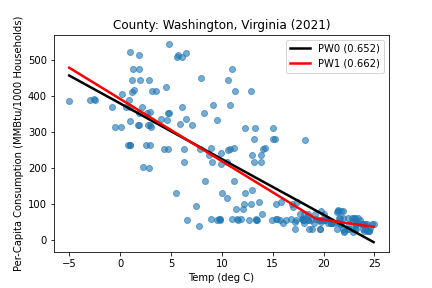 County: Washington, Virginia (2021)
Per-Capita Consumption (MMBtu/1000 Households)
500
400
300
200
100
0
PW0 (0.652)
PW1 (0.662)
−5
0
5
10
15
20
25
Temp (deg C)